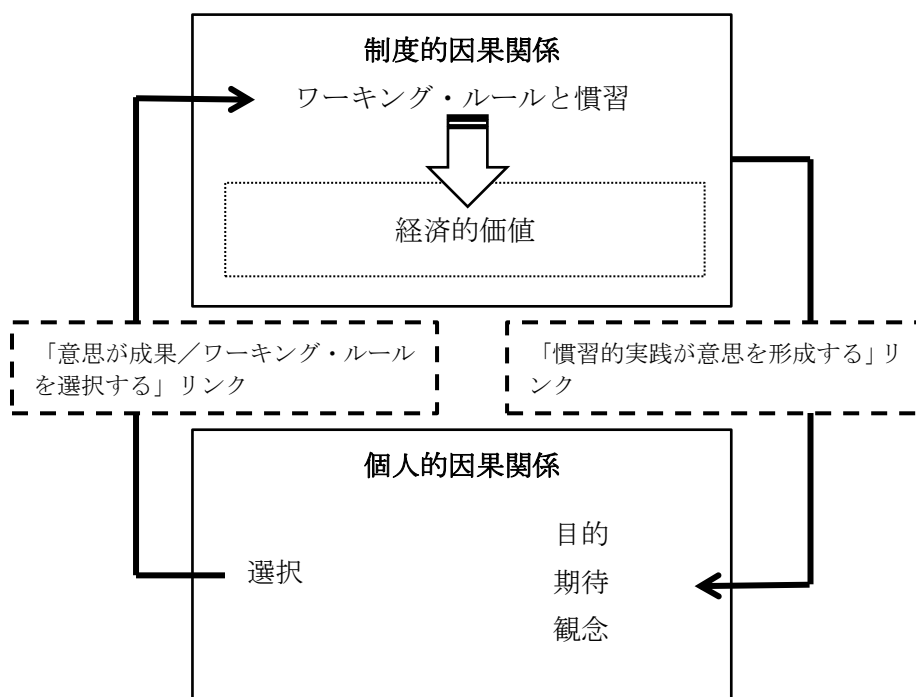 制度的因果関係
ワーキング・ルールと慣習
経済的価値
「意思が成果／ワーキング・ルール
を選択する」リンク
「慣習的実践が意思を形成する」リ
ンク
個人的因果関係
選択
目的
期待
観念